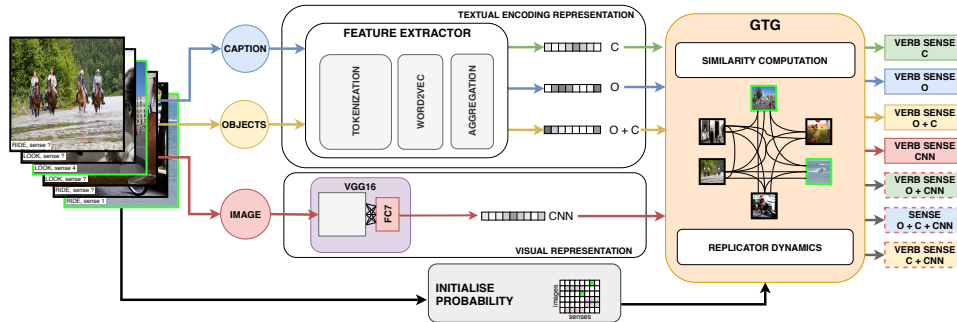 RIDE, sense ?
LOOK, sense ?
LOOK, sense 4
RIDE, sense ?
RIDE, sense ?
RIDE, sense 1
CAPTION
OBJECTS
IMAGE
TEXTUAL ENCODING REPRESENTATION
FEATURE EXTRACTOR
TOKENIZATION
WORD2VEC
AGGREGATION
C
O
O + C
VGG16
FC7
CNN
VISUAL REPRESENTATION
INITIALISE
PROBABILITY
images
senses
GTG
SIMILARITY COMPUTATION
REPLICATOR DYNAMICS
VERB SENSE
C
VERB SENSE
O
VERB SENSE
O + C
VERB SENSE
CNN
VERB SENSE
O + CNN
SENSE
O + C + CNN
VERB SENSE
C + CNN